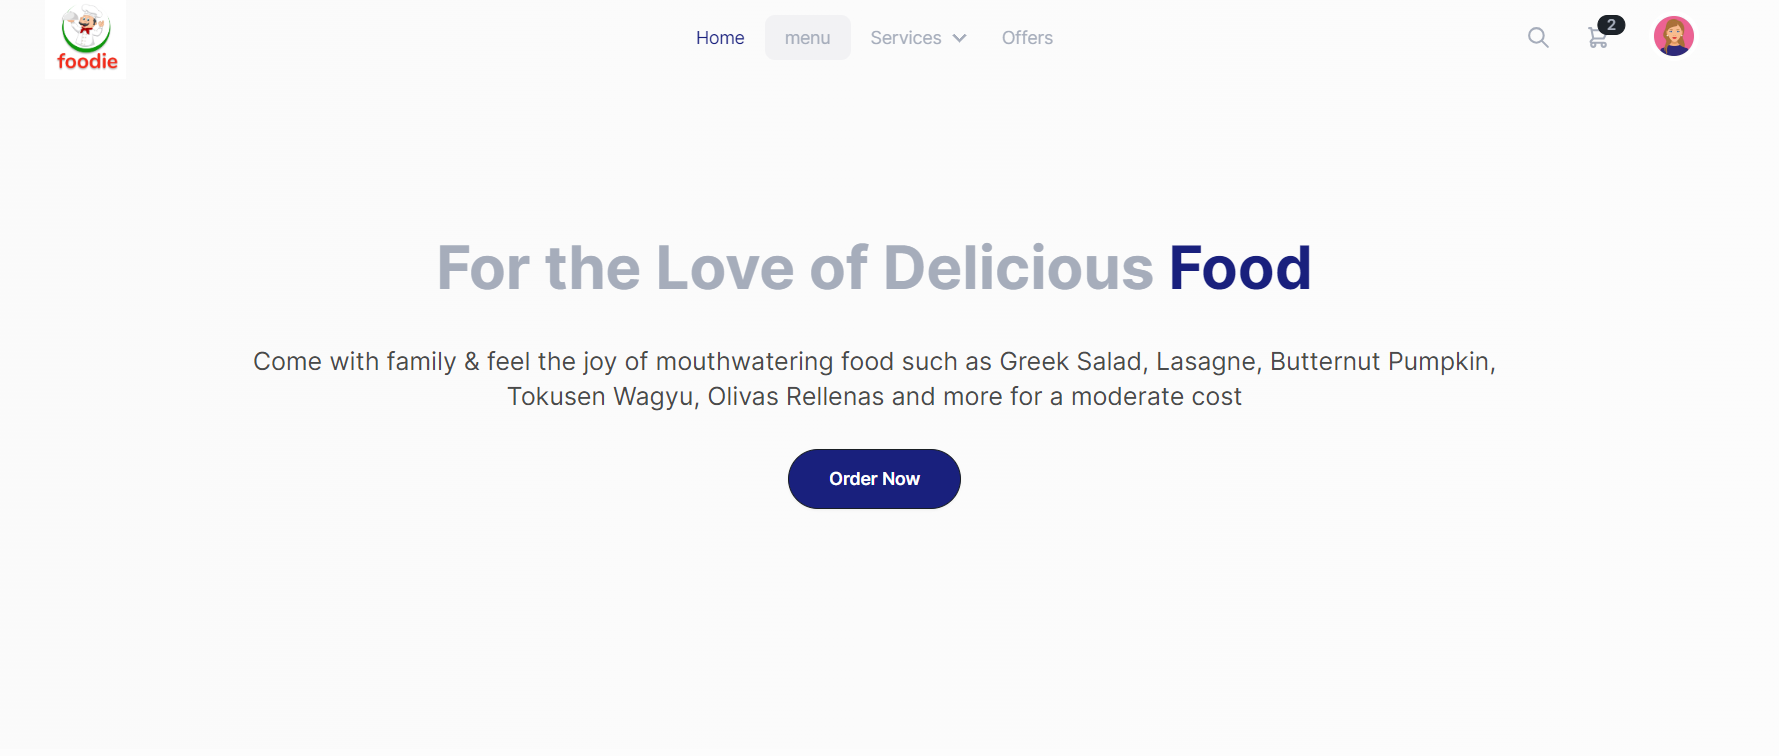 foodie
Home menu Services Offers
2
For the Love of Delicious Food
Come with family & feel the joy of mouthwatering food such as Greek Salad, Lasagne, Butternut Pumpkin,
Tokusen Wagyu, Olivas Rellenas and more for a moderate cost
Order Now